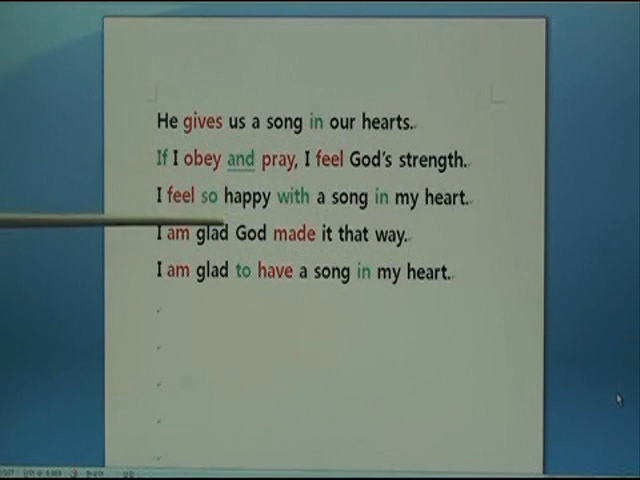 He gives us a song in our hearts.
If I obey and pray, I feel God's strength.
I feel so happy with a song in my heart.
I am glad God made it that way.
I am glad to have a song in my heart.